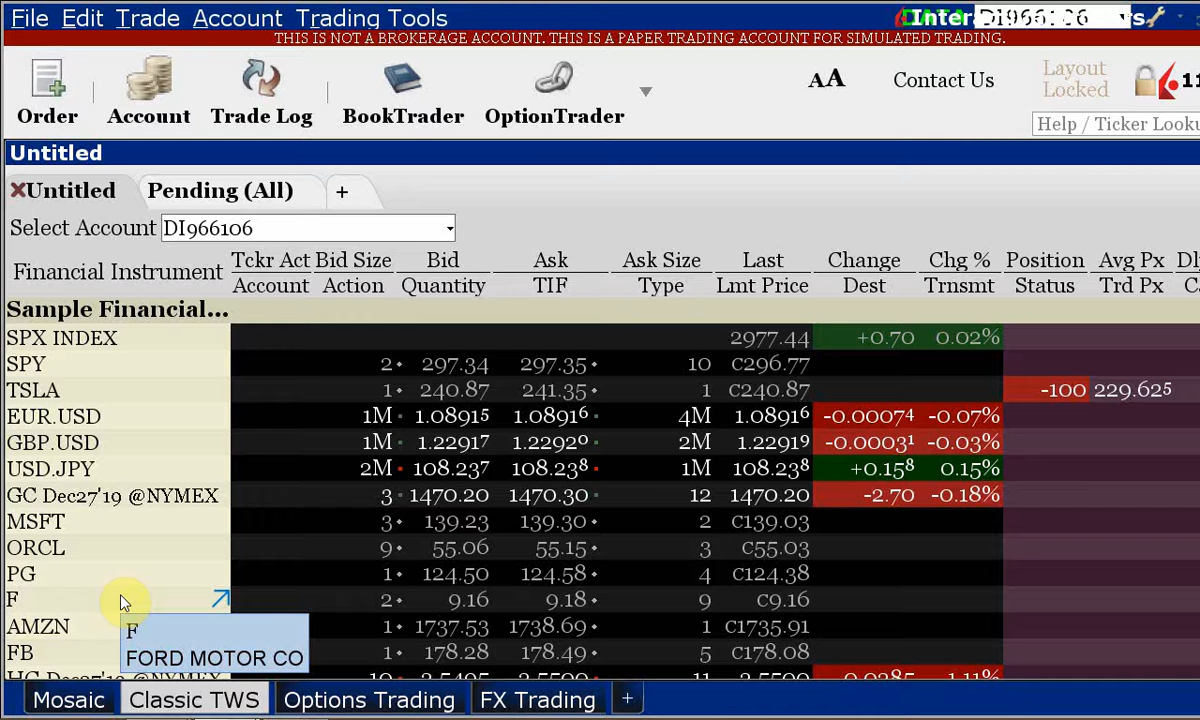 File Edit Trade Account Trading Tools DI966106
THIS IS NOT A BROKERAGE ACCOUNT. THIS IS A PAPER TRADING ACCOUNT FOR SIMULATED TRADING.
Order Account Trade Log BookTrader OptionTrader AA Contact Us Layout Locked 11
Help / Ticker Looku
Untitled
Untitled Pending (All) +
Select Account DI966106
Financial Instrument Tckr Act Bid Size Bid Ask Ask Size Last Change Chg % Position Avg Px
Account Action Quantity TIF Type Lmt Price Dest Trnsmt Status Trd Px
Sample Financial...
SPX INDEX 2977.44 +0.70 0.02%
SPY 2 297.34 297.35 10 C296.77
TSLA 1 240.87 241.35 1 C240.87 -100 229.625
EUR.USD 1M 1.08915 1.08916 4M 1.08916 -0.00074 -0.07%
GBP.USD 1M 1.22917 1.22920 2M 1.22919 -0.00031 -0.03%
USD.JPY 2M 108.237 108.238 1M 108.238 +0.158 0.15%
GC Dec27'19 @NYMEX 3 1470.20 1470.30 12 1470.20 -2.70 -0.18%
MSFT 3 139.23 139.30 2 C139.03
ORCL 9 55.06 55.15 3 C55.03
PG 1 124.50 124.58 4 C124.38
F 2 9.16 9.18 9 C9.16
AMZN 1 1737.53 1738.69 1 C1735.91
F
FB 1 178.28 178.49 5 C178.08
FORD MOTOR CO
Mosaic Classic TWS Options Trading FX Trading +